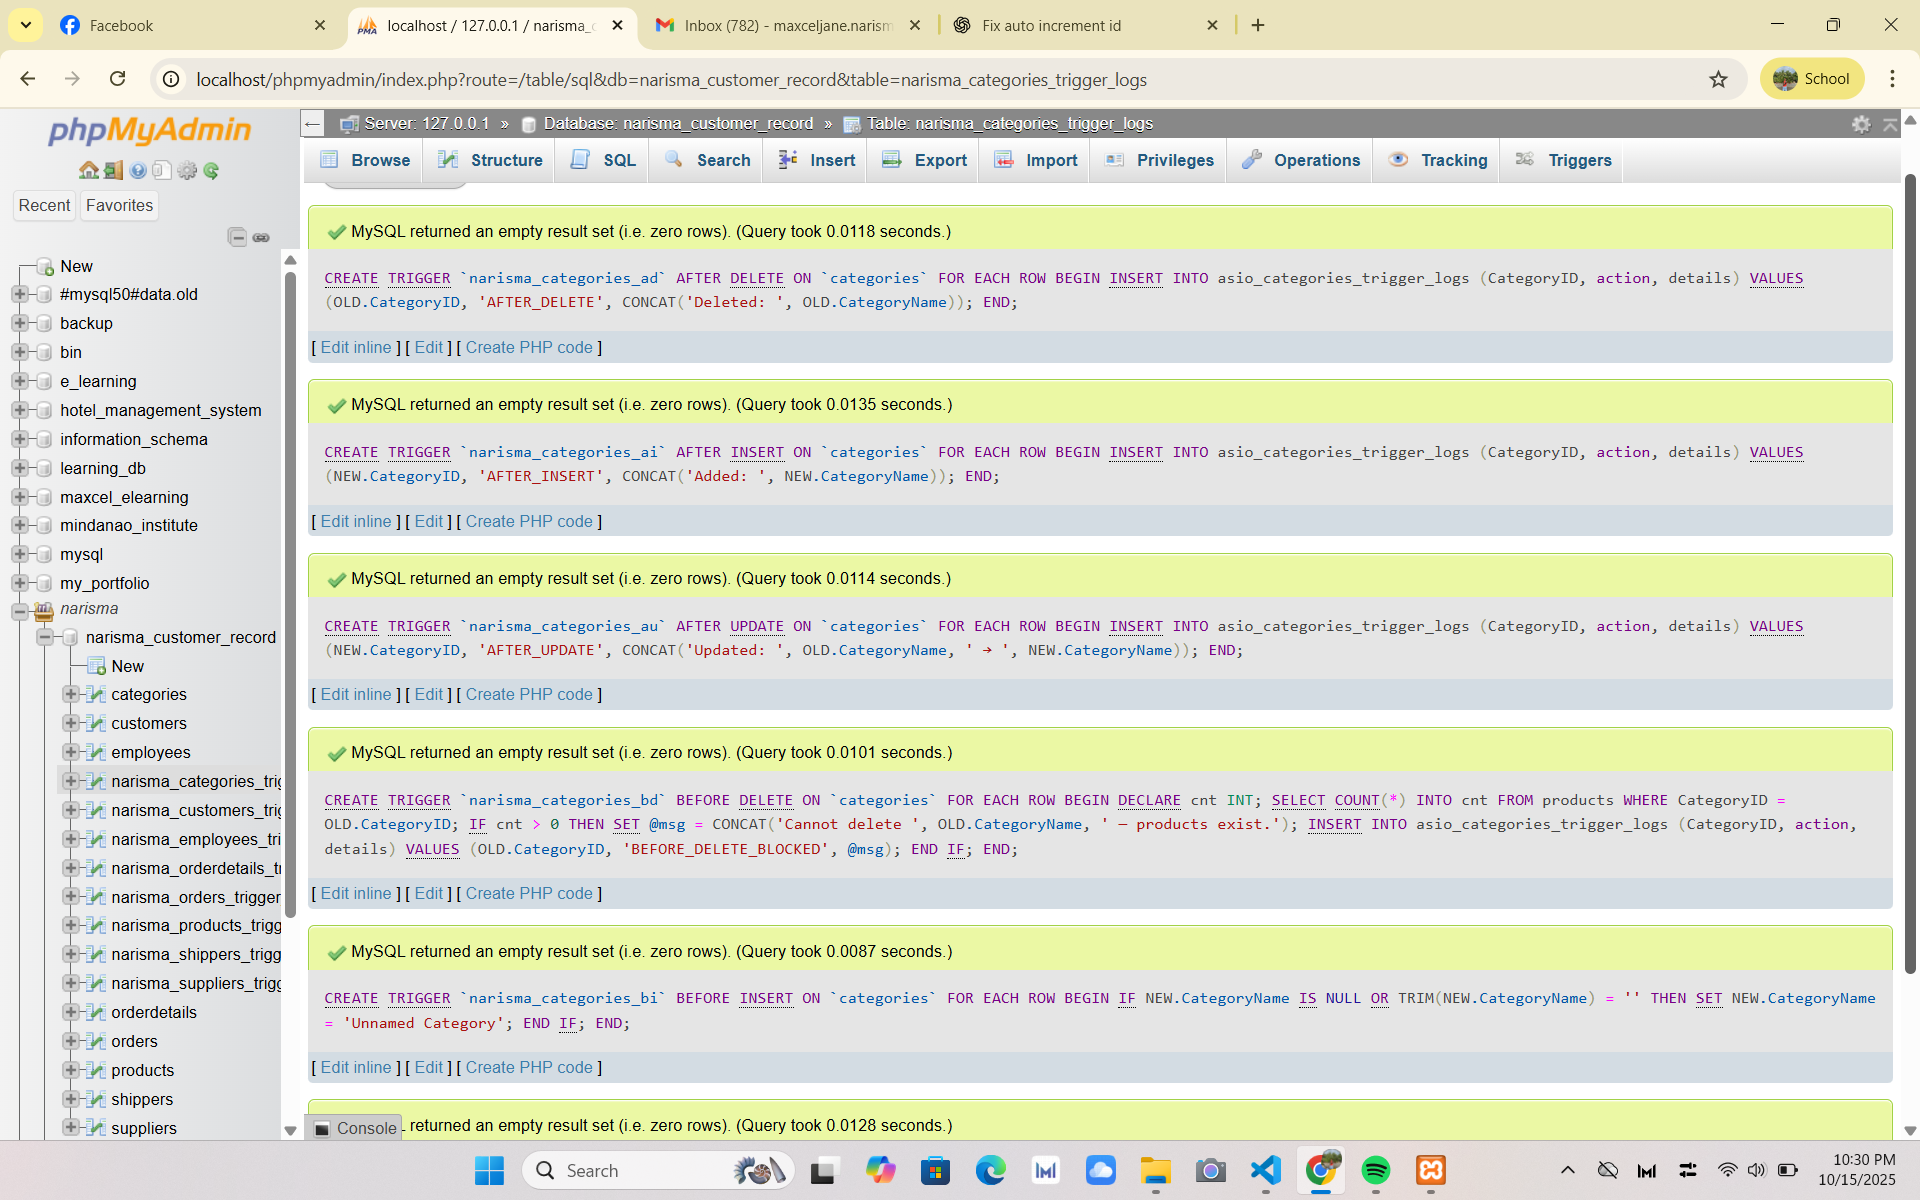 Facebook
localhost / 127.0.0.1 / narisma_c
Inbox (782) - maxceljane.narism
Fix auto increment id
localhost/phpmyadmin/index.php?route=/table/sql&db=narisma_customer_record&table=narisma_categories_trigger_logs
School
phpMyAdmin
Recent
Favorites
New
#mysql50#data.old
backup
bin
e_learning
hotel_management_system
information_schema
learning_db
maxcel_elearning
mindanao_institute
mysql
my_portfolio
narisma
narisma_customer_record
New
categories
customers
employees
narisma_categories_trig
narisma_customers_trig
narisma_employees_tri
narisma_orderdetails_tr
narisma_orders_trigger
narisma_products_trigg
narisma_shippers_trigg
narisma_suppliers_trigg
orderdetails
orders
products
shippers
suppliers
Server: 127.0.0.1 » Database: narisma_customer_record » Table: narisma_categories_trigger_logs
Browse Structure SQL Search Insert Export Import Privileges Operations Tracking Triggers
MySQL returned an empty result set (i.e. zero rows). (Query took 0.0118 seconds.)
CREATE TRIGGER `narisma_categories_ad` AFTER DELETE ON `categories` FOR EACH ROW BEGIN INSERT INTO asio_categories_trigger_logs (CategoryID, action, details) VALUES
(OLD.CategoryID, 'AFTER_DELETE', CONCAT('Deleted: ', OLD.CategoryName)); END;
[ Edit inline ] [ Edit ] [ Create PHP code ]
MySQL returned an empty result set (i.e. zero rows). (Query took 0.0135 seconds.)
CREATE TRIGGER `narisma_categories_ai` AFTER INSERT ON `categories` FOR EACH ROW BEGIN INSERT INTO asio_categories_trigger_logs (CategoryID, action, details) VALUES
(NEW.CategoryID, 'AFTER_INSERT', CONCAT('Added: ', NEW.CategoryName)); END;
[ Edit inline ] [ Edit ] [ Create PHP code ]
MySQL returned an empty result set (i.e. zero rows). (Query took 0.0114 seconds.)
CREATE TRIGGER `narisma_categories_au` AFTER UPDATE ON `categories` FOR EACH ROW BEGIN INSERT INTO asio_categories_trigger_logs (CategoryID, action, details) VALUES
(NEW.CategoryID, 'AFTER_UPDATE', CONCAT('Updated: ', OLD.CategoryName, ' → ', NEW.CategoryName)); END;
[ Edit inline ] [ Edit ] [ Create PHP code ]
MySQL returned an empty result set (i.e. zero rows). (Query took 0.0101 seconds.)
CREATE TRIGGER `narisma_categories_bd` BEFORE DELETE ON `categories` FOR EACH ROW BEGIN DECLARE cnt INT; SELECT COUNT(*) INTO cnt FROM products WHERE CategoryID =
OLD.CategoryID; IF cnt > 0 THEN SET @msg = CONCAT('Cannot delete ', OLD.CategoryName, ' — products exist.'); INSERT INTO asio_categories_trigger_logs (CategoryID, action,
details) VALUES (OLD.CategoryID, 'BEFORE_DELETE_BLOCKED', @msg); END IF; END;
[ Edit inline ] [ Edit ] [ Create PHP code ]
MySQL returned an empty result set (i.e. zero rows). (Query took 0.0087 seconds.)
CREATE TRIGGER `narisma_categories_bi` BEFORE INSERT ON `categories` FOR EACH ROW BEGIN IF NEW.CategoryName IS NULL OR TRIM(NEW.CategoryName) = '' THEN SET NEW.CategoryName
= 'Unnamed Category'; END IF; END;
[ Edit inline ] [ Edit ] [ Create PHP code ]
returned an empty result set (i.e. zero rows). (Query took 0.0128 seconds.)
Console
Search
10:30 PM
10/15/2025